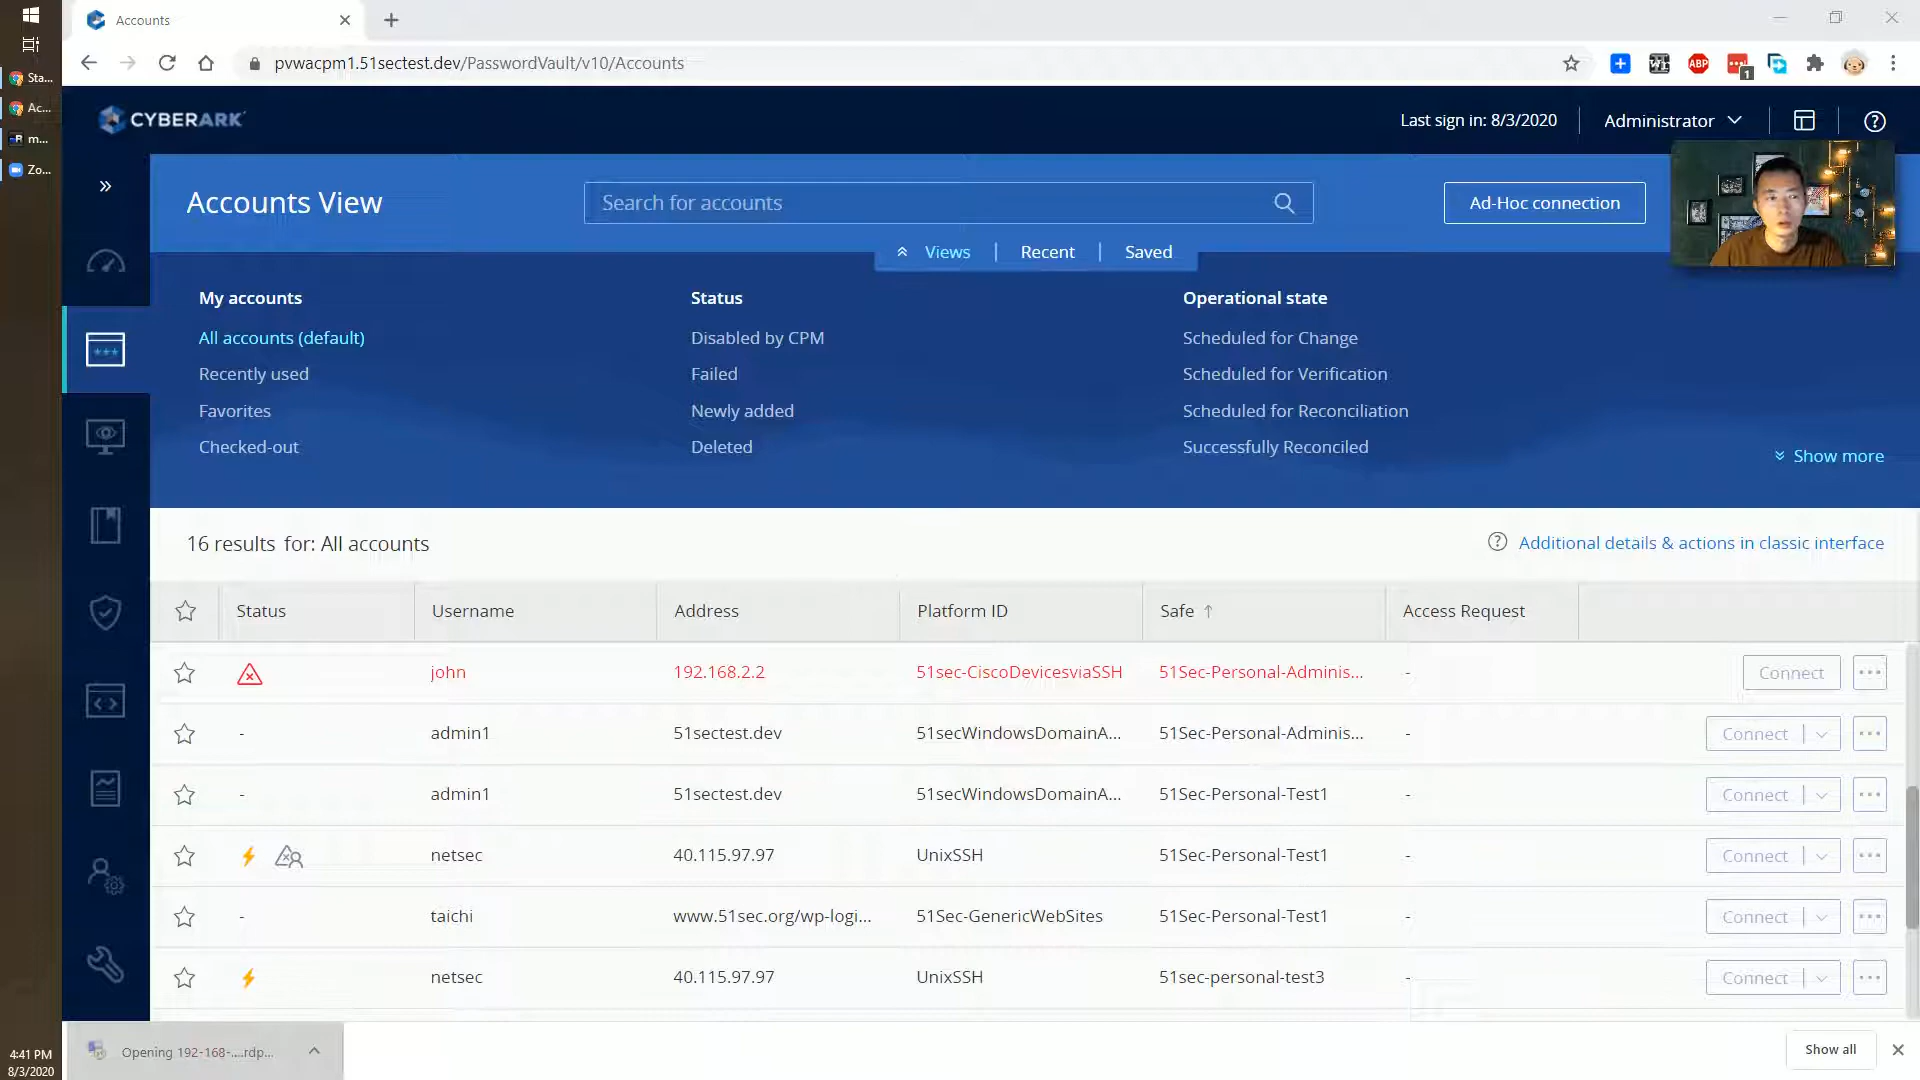 Accounts
Sta...
Ac...
m...
Zo...
pvwacpm1.51sectest.dev/PasswordVault/v10/Accounts
ABP
1
CYBERARK
Last sign in: 8/3/2020
Administrator
Accounts View
Search for accounts
Ad-Hoc connection
Views
Recent
Saved
My accounts
Status
Operational state
All accounts (default)
Disabled by CPM
Scheduled for Change
Recently used
Failed
Scheduled for Verification
Favorites
Newly added
Scheduled for Reconciliation
Checked-out
Deleted
Successfully Reconciled
Show more
16 results for: All accounts
Additional details & actions in classic interface
Status Username Address Platform ID Safe ↑ Access Request
john 192.168.2.2 51sec-CiscoDevicesviaSSH 51Sec-Personal-Adminis... - Connect ...
- admin1 51sectest.dev 51secWindowsDomainA... 51Sec-Personal-Adminis... - Connect ...
- admin1 51sectest.dev 51secWindowsDomainA... 51Sec-Personal-Test1 - Connect ...
netsec 40.115.97.97 UnixSSH 51Sec-Personal-Test1 - Connect ...
- taichi www.51sec.org/wp-logi... 51Sec-GenericWebSites 51Sec-Personal-Test1 - Connect ...
netsec 40.115.97.97 UnixSSH 51sec-personal-test3 - Connect ...
Opening 192-168-....rdp...
Show all
4:41 PM
8/3/2020